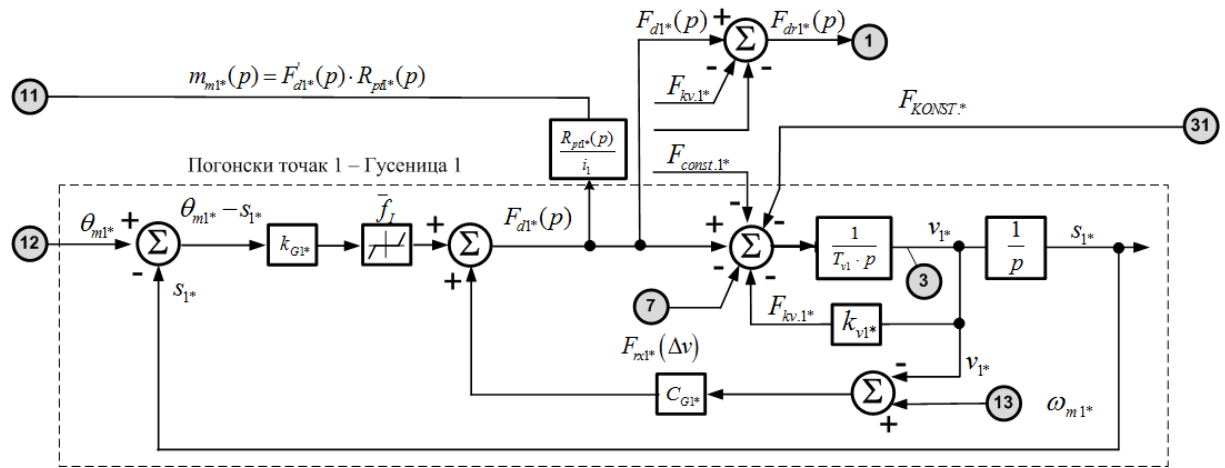 F_{d1*}(p) + Σ F_{dr1*}(p) 1
- -
11 m_{m1*}(p) = F^{'}_{d1*}(p) · R_{pt1*}(p)
F_{kv.1*}
F_{KONST.*} 31
R_{pt1*}(p)
i_1
F_{const.1*}
Погонски точак 1 – Гусеница 1
12 θ_{m1*} + Σ θ_{m1*} – s_{1*} k_{G1*} f̄_I + Σ F_{d1*}(p) + - - Σ 1 v_{1*} 1 s_{1*}
T_{v1} · p p
- + - -
s_{1*}
7 3
F_{kv.1*} k_{v1*}
F_{rx1*}(Δv)
- v_{1*}
C_{G1*} Σ
+ 13 ω_{m1*}